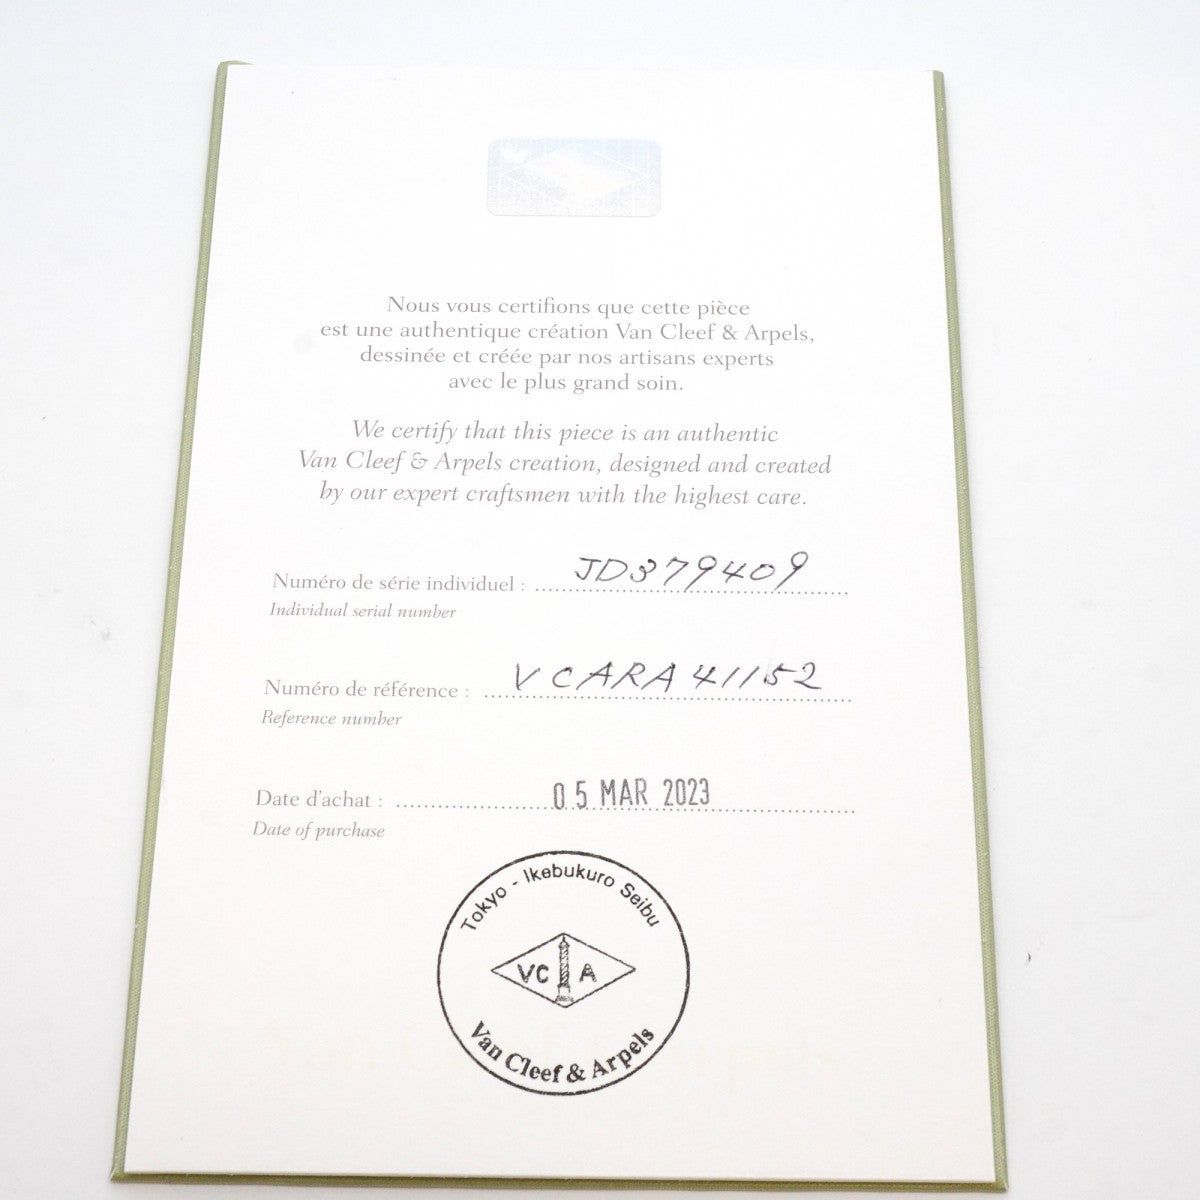 Nous vous certifions que cette pièce
est une authentique création Van Cleef & Arpels,
dessinée et créée par nos artisans experts
avec le plus grand soin.
We certify that this piece is an authentic
Van Cleef & Arpels creation, designed and created
by our expert craftsmen with the highest care.
Numéro de série individuel : JD379409
Individual serial number
Numéro de référence : VCARA41152
Reference number
Date d'achat : 05 MAR 2023
Date of purchase
Tokyo - Ikebukuro Seibu
VC A
Van Cleef & Arpels